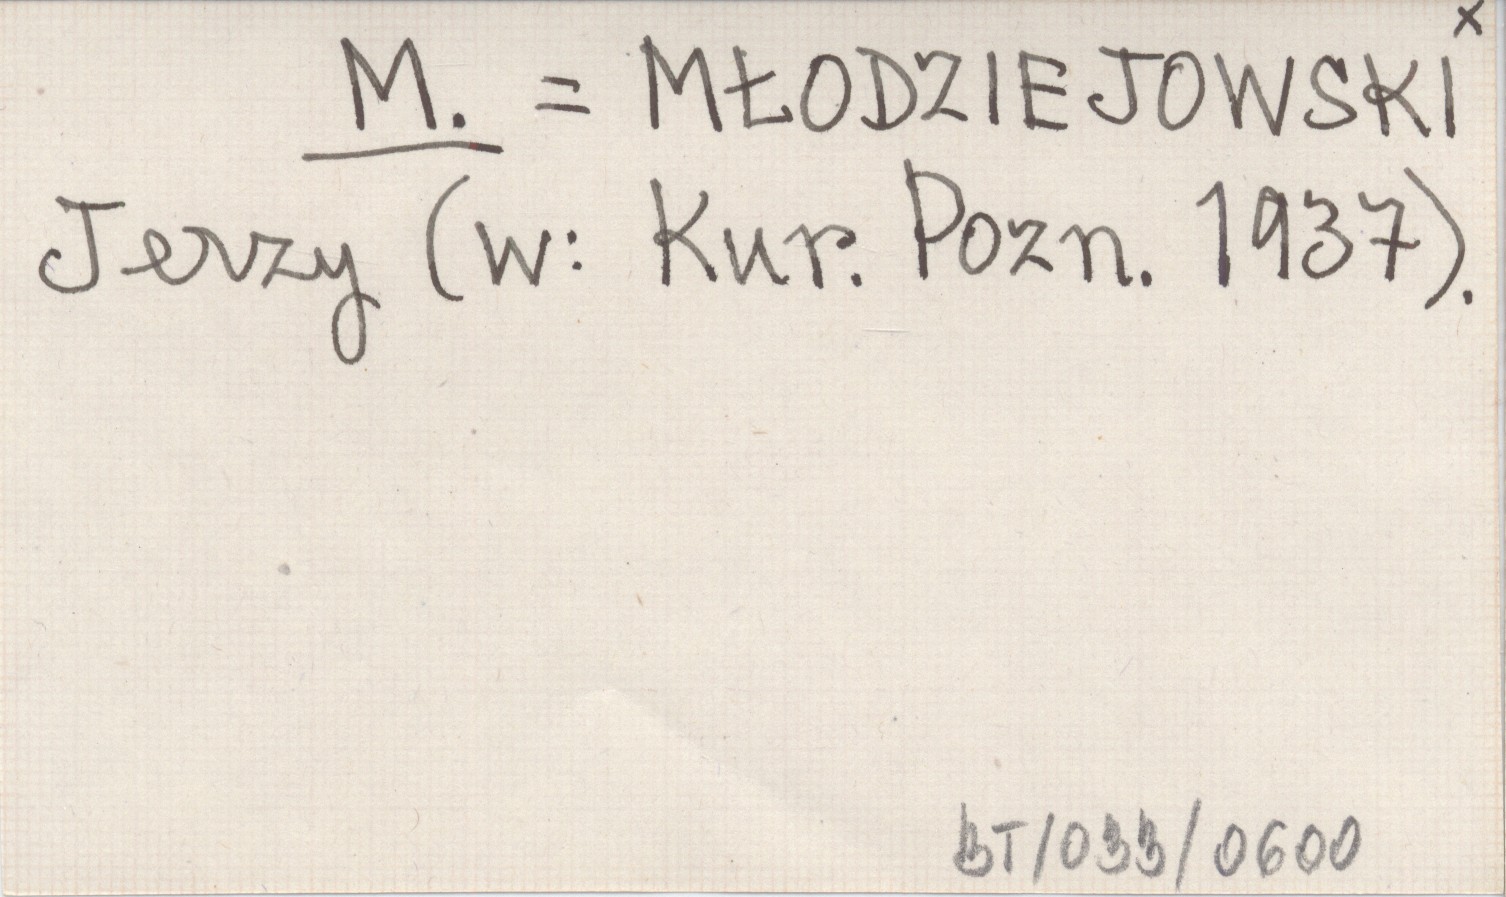 x
M. = MŁODZIEJOWSKI
Jerzy (w: Kur. Pozn. 1937).
BT/033/0600